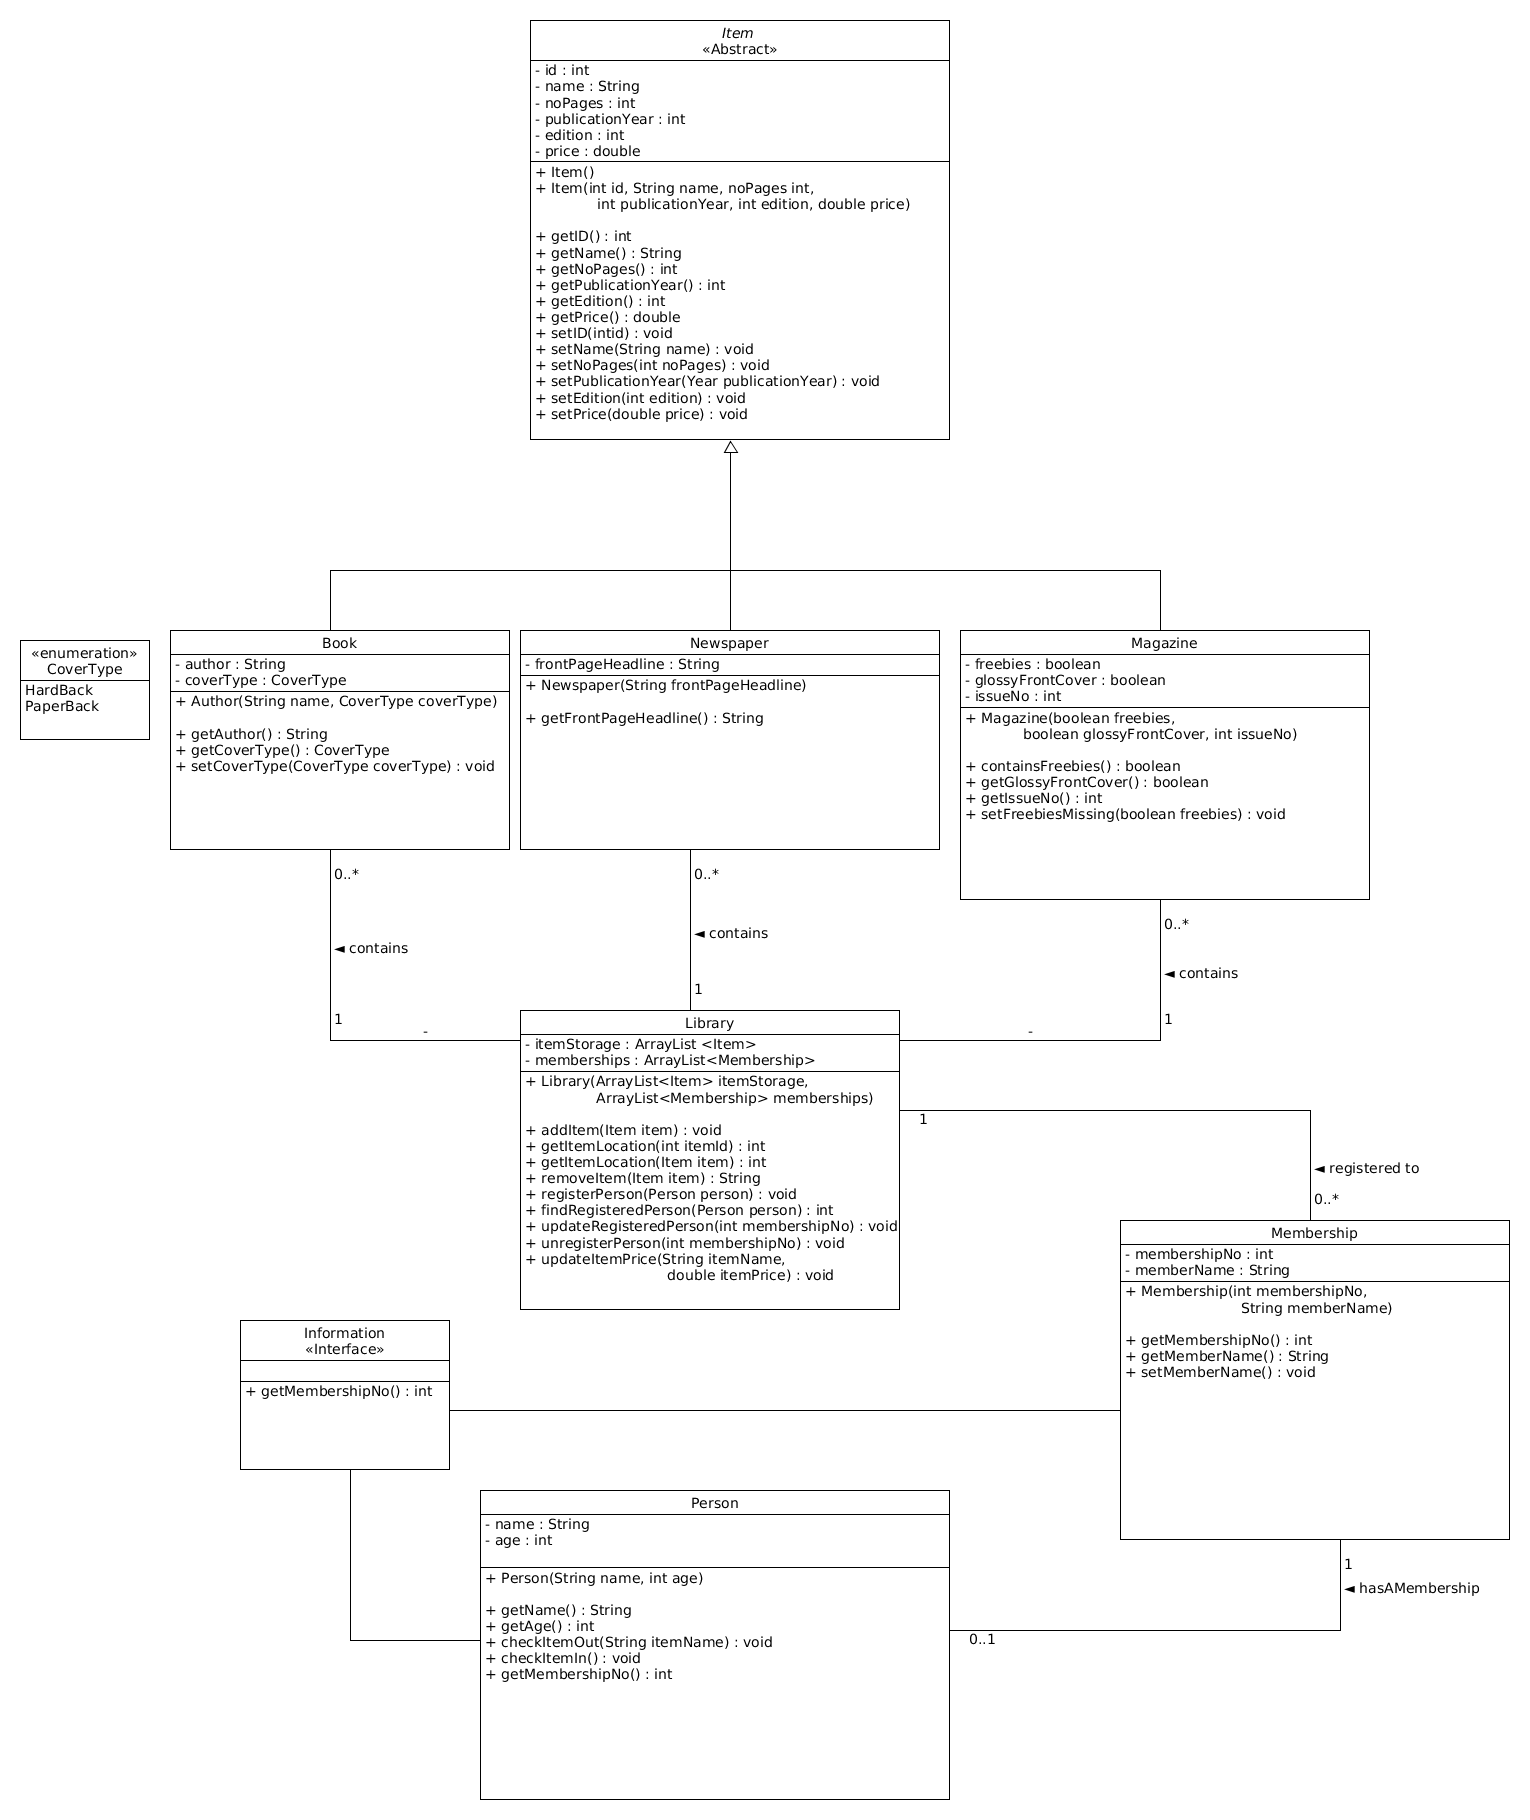 Item
«Abstract»
- id : int
- name : String
- noPages : int
- publicationYear : int
- edition : int
- price : double
+ Item()
+ Item(int id, String name, noPages int,
int publicationYear, int edition, double price)
+ getID() : int
+ getName() : String
+ getNoPages() : int
+ getPublicationYear() : int
+ getEdition() : int
+ getPrice() : double
+ setID(intid) : void
+ setName(String name) : void
+ setNoPages(int noPages) : void
+ setPublicationYear(Year publicationYear) : void
+ setEdition(int edition) : void
+ setPrice(double price) : void
«enumeration»
CoverType
HardBack
PaperBack
Book
- author : String
- coverType : CoverType
+ Author(String name, CoverType coverType)
+ getAuthor() : String
+ getCoverType() : CoverType
+ setCoverType(CoverType coverType) : void
Newspaper
- frontPageHeadline : String
+ Newspaper(String frontPageHeadline)
+ getFrontPageHeadline() : String
Magazine
- freebies : boolean
- glossyFrontCover : boolean
- issueNo : int
+ Magazine(boolean freebies,
boolean glossyFrontCover, int issueNo)
+ containsFreebies() : boolean
+ getGlossyFrontCover() : boolean
+ getIssueNo() : int
+ setFreebiesMissing(boolean freebies) : void
0..*
◄ contains
1
-
0..*
◄ contains
1
0..*
◄ contains
1
-
Library
- itemStorage : ArrayList <Item>
- memberships : ArrayList<Membership>
+ Library(ArrayList<Item> itemStorage,
ArrayList<Membership> memberships)
+ addItem(Item item) : void
+ getItemLocation(int itemId) : int
+ getItemLocation(Item item) : int
+ removeItem(Item item) : String
+ registerPerson(Person person) : void
+ findRegisteredPerson(Person person) : int
+ updateRegisteredPerson(int membershipNo) : void
+ unregisterPerson(int membershipNo) : void
+ updateItemPrice(String itemName,
double itemPrice) : void
1
◄ registered to
0..*
Membership
- membershipNo : int
- memberName : String
+ Membership(int membershipNo,
String memberName)
+ getMembershipNo() : int
+ getMemberName() : String
+ setMemberName() : void
Information
«Interface»
+ getMembershipNo() : int
Person
- name : String
- age : int
+ Person(String name, int age)
+ getName() : String
+ getAge() : int
+ checkItemOut(String itemName) : void
+ checkItemIn() : void
+ getMembershipNo() : int
1
◄ hasAMembership
0..1